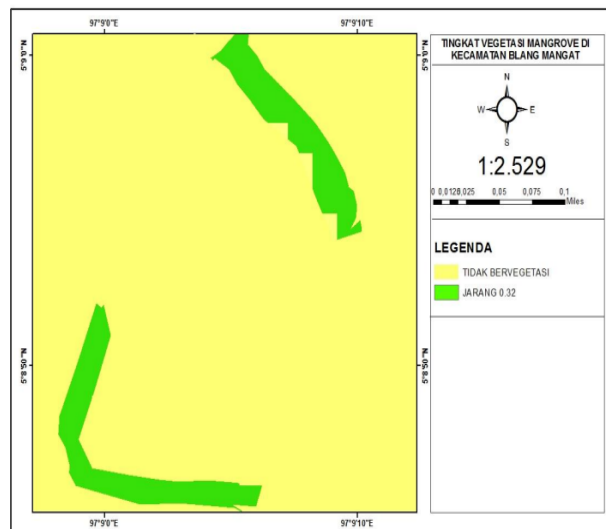 97°9'0"E 97°9'10"E
5°9'0"N 5°9'0"N
5°8'50"N 5°8'50"N
97°9'0"E 97°9'10"E
TINGKAT VEGETASI MANGROVE DI
KECAMATAN BLANG MANGAT
N
W E
S
1:2.529
0 0,0125 0,025 0,05 0,075 0,1
Miles
LEGENDA
TIDAK BERVEGETASI
JARANG 0.32